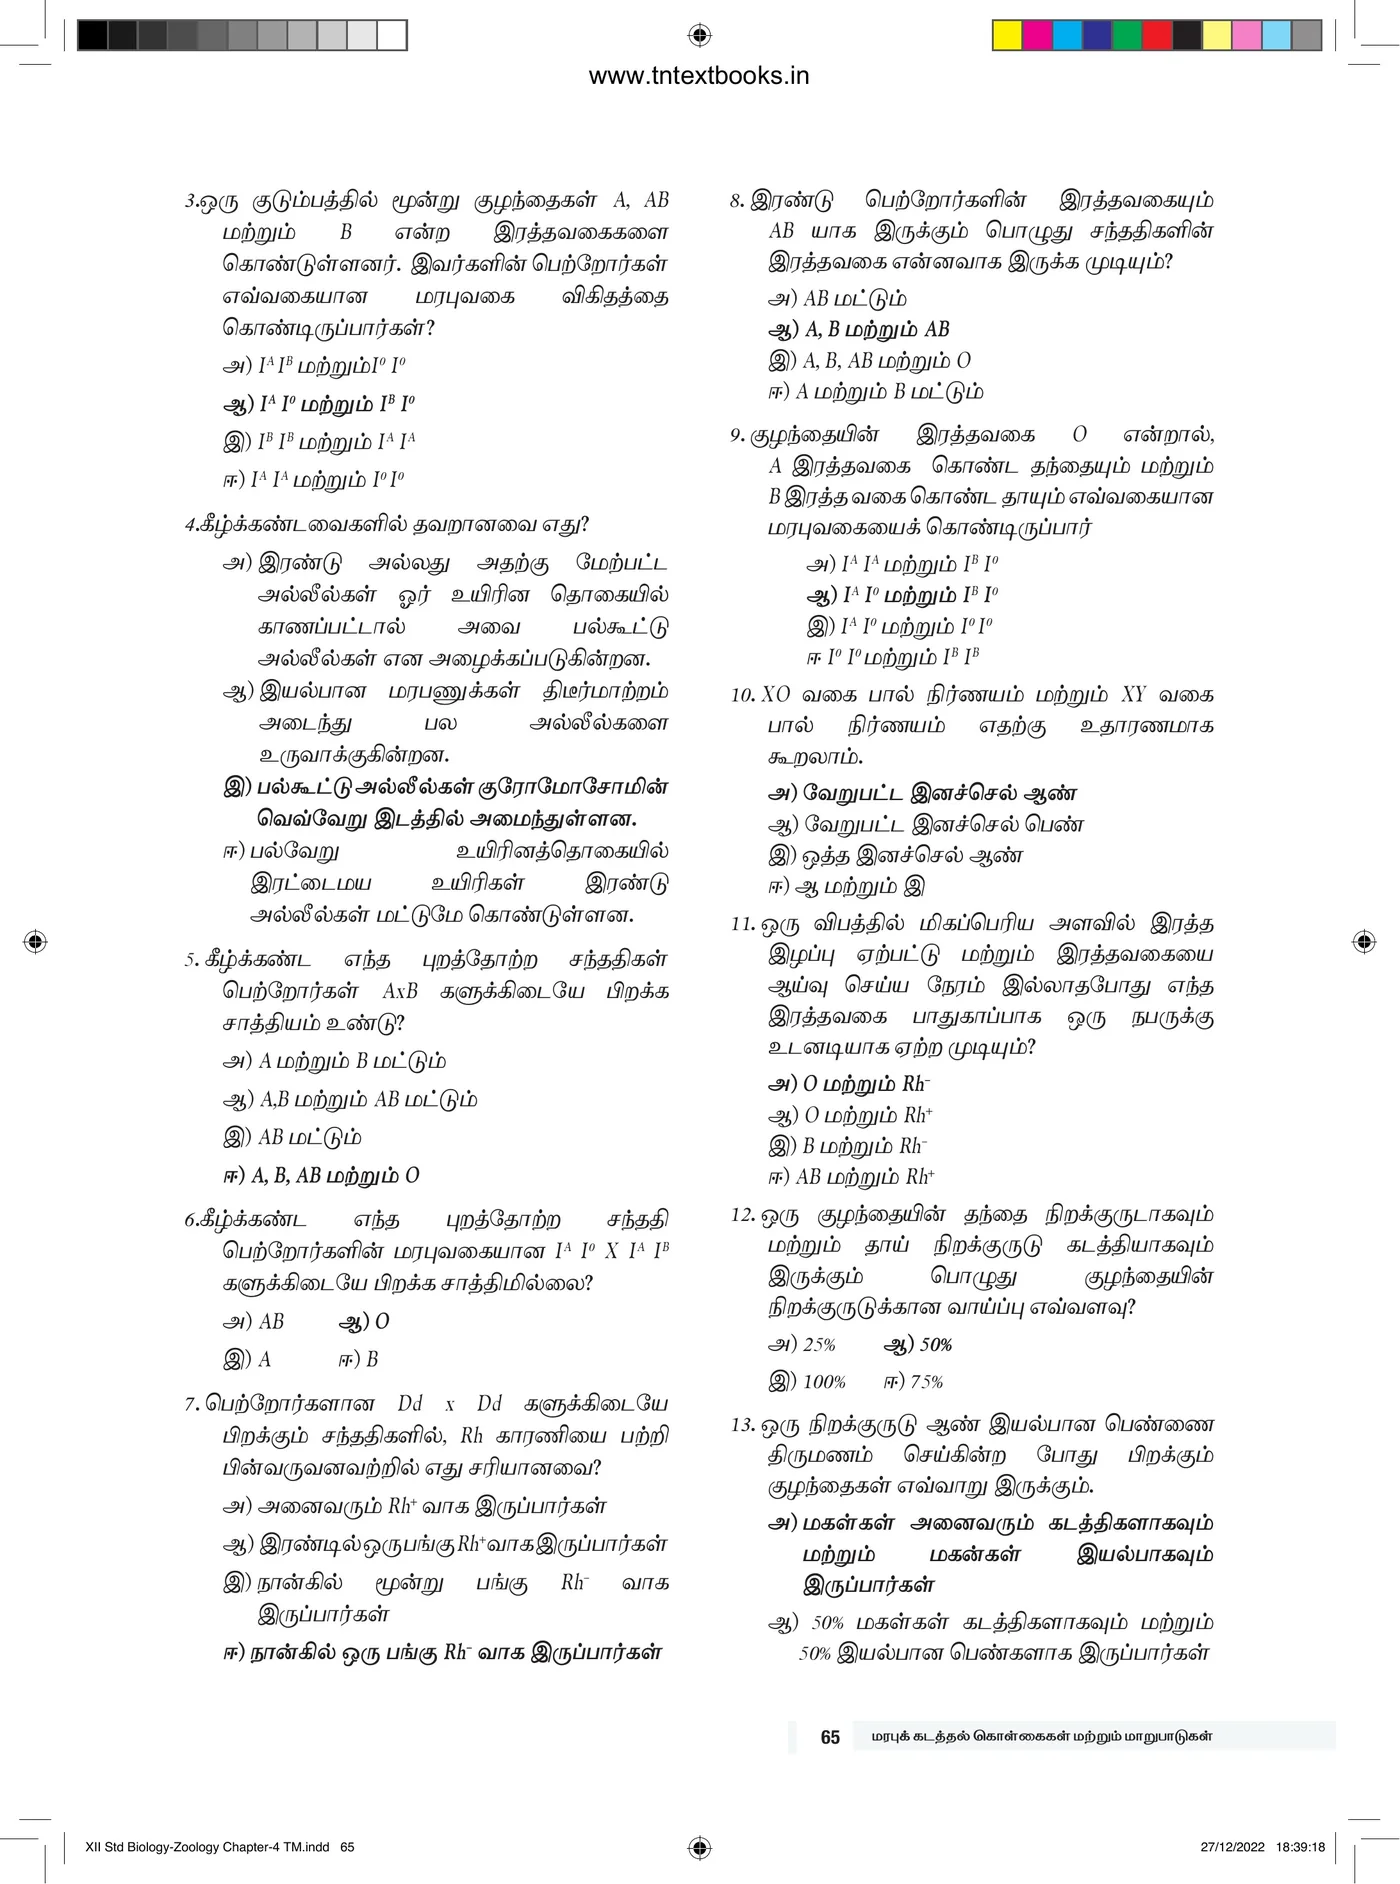 www.tntextbooks.in
3.ஒரு குடும்பத்தில் மூன்று குழந்தைகள் A, AB
மற்றும் B என்ற இரத்தவகைகளை
கொண்டுள்ளனர். இவர்களின் பெற்றோர்கள்
எவ்வகையான மரபுவகை விகிதத்தை
கொண்டிருப்பார்கள்?
அ) Iᴬ Iᴮ மற்றும்I⁰ I⁰
ஆ) Iᴬ I⁰ மற்றும் Iᴮ I⁰
இ) Iᴮ Iᴮ மற்றும் Iᴬ Iᴬ
ஈ) Iᴬ Iᴬ மற்றும் I⁰ I⁰
4.கீழ்க்கண்டவைகளில் தவறானவை எது?
அ) இரண்டு அல்லது அதற்கு மேற்பட்ட
அல்லீல்கள் ஓர் உயிரின தொகையில்
காணப்பட்டால் அவை பல்கூட்டு
அல்லீல்கள் என அழைக்கப்படுகின்றன.
ஆ) இயல்பான மரபணுக்கள் திடீர்மாற்றம்
அடைந்து பல அல்லீல்களை
உருவாக்குகின்றன.
இ) பல்கூட்டு அல்லீல்கள் குரோமோசோமின்
வெவ்வேறு இடத்தில் அமைந்துள்ளன.
ஈ) பல்வேறு உயிரினத்தொகையில்
இரட்டைமய உயிரிகள் இரண்டு
அல்லீல்கள் மட்டுமே கொண்டுள்ளன.
5. கீழ்க்கண்ட எந்த புறத்தோற்ற சந்ததிகள்
பெற்றோர்கள் AxB களுக்கிடையே பிறக்க
சாத்தியம் உண்டு?
அ) A மற்றும் B மட்டும்
ஆ) A,B மற்றும் AB மட்டும்
இ) AB மட்டும்
ஈ) A, B, AB மற்றும் O
6.கீழ்க்கண்ட எந்த புறத்தோற்ற சந்ததி
பெற்றோர்களின் மரபுவகையான Iᴬ I⁰ X Iᴬ Iᴮ
களுக்கிடையே பிறக்க சாத்திமில்லை?
அ) AB ஆ) O
இ) A ஈ) B
7. பெற்றோர்களான Dd x Dd களுக்கிடையே
பிறக்கும் சந்ததிகளில், Rh காரணியை பற்றி
பின்வருவனவற்றில் எது சரியானவை?
அ) அனைவரும் Rh⁺ வாக இருப்பார்கள்
ஆ) இரண்டில் ஒரு பங்கு Rh⁺வாக இருப்பார்கள்
இ) நான்கில் மூன்று பங்கு Rh⁻ வாக
இருப்பார்கள்
ஈ) நான்கில் ஒரு பங்கு Rh⁻ வாக இருப்பார்கள்
8. இரண்டு பெற்றோர்களின் இரத்தவகையும்
AB யாக இருக்கும் பொழுது சந்ததிகளின்
இரத்தவகை என்னவாக இருக்க முடியும்?
அ) AB மட்டும்
ஆ) A, B மற்றும் AB
இ) A, B, AB மற்றும் O
ஈ) A மற்றும் B மட்டும்
9. குழந்தையின் இரத்தவகை O என்றால்,
A இரத்தவகை கொண்ட தந்தையும் மற்றும்
B இரத்த வகை கொண்ட தாயும் எவ்வகையான
மரபுவகையைக் கொண்டிருப்பார்
அ) Iᴬ Iᴬ மற்றும் Iᴮ I⁰
ஆ) Iᴬ I⁰ மற்றும் Iᴮ I⁰
இ) Iᴬ I⁰ மற்றும் I⁰ I⁰
ஈ I⁰ I⁰ மற்றும் Iᴮ Iᴮ
10. XO வகை பால் நிர்ணயம் மற்றும் XY வகை
பால் நிர்ணயம் எதற்கு உதாரணமாக
கூறலாம்.
அ) வேறுபட்ட இனச்செல் ஆண்
ஆ) வேறுபட்ட இனச்செல் பெண்
இ) ஒத்த இனச்செல் ஆண்
ஈ) ஆ மற்றும் இ
11. ஒரு விபத்தில் மிகப்பெரிய அளவில் இரத்த
இழப்பு ஏற்பட்டு மற்றும் இரத்தவகையை
ஆய்வு செய்ய நேரம் இல்லாதபோது எந்த
இரத்தவகை பாதுகாப்பாக ஒரு நபருக்கு
உடனடியாக ஏற்ற முடியும்?
அ) O மற்றும் Rh⁻
ஆ) O மற்றும் Rh⁺
இ) B மற்றும் Rh⁻
ஈ) AB மற்றும் Rh⁺
12. ஒரு குழந்தையின் தந்தை நிறக்குருடாகவும்
மற்றும் தாய் நிறக்குருடு கடத்தியாகவும்
இருக்கும் பொழுது குழந்தையின்
நிறக்குருடுக்கான வாய்ப்பு எவ்வளவு?
அ) 25% ஆ) 50%
இ) 100% ஈ) 75%
13. ஒரு நிறக்குருடு ஆண் இயல்பான பெண்ணை
திருமணம் செய்கின்ற போது பிறக்கும்
குழந்தைகள் எவ்வாறு இருக்கும்.
அ) மகள்கள் அனைவரும் கடத்திகளாகவும்
மற்றும் மகன்கள் இயல்பாகவும்
இருப்பார்கள்
ஆ) 50% மகள்கள் கடத்திகளாகவும் மற்றும்
50% இயல்பான பெண்களாக இருப்பார்கள்
65 மரபுக் கடத்தல் கொள்கைகள் மற்றும் மாறுபாடுகள்
XII Std Biology-Zoology Chapter-4 TM.indd 65 27/12/2022 18:39:18